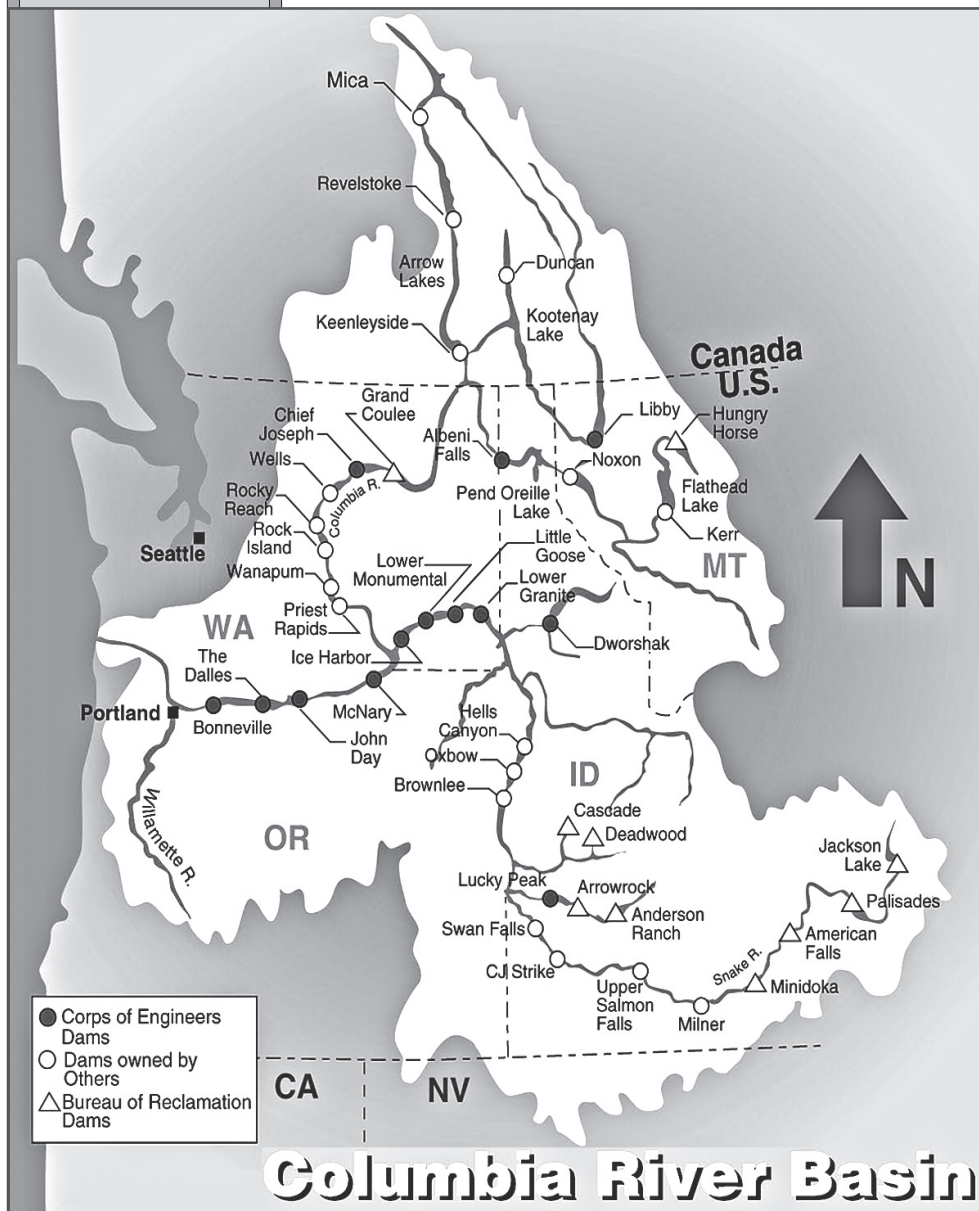 Mica
Revelstoke
Arrow
Lakes
Duncan
Keenleyside
Kootenay
Lake
Canada
U.S.
Grand
Coulee
Chief
Joseph
Libby
Hungry
Horse
Albeni
Falls
Wells
Noxon
Columbia R.
Rocky
Reach
Pend Oreille
Lake
Flathead
Lake
Rock
Island
Kerr
Seattle
Little
Goose
N
Wanapum
Lower
Monumental
Lower
Granite
MT
Priest
Rapids
WA
Ice Harbor
Dworshak
The
Dalles
Portland
Bonneville
McNary
John
Day
Hells
Canyon
Oxbow
Brownlee
ID
Willamette R.
OR
Cascade
Deadwood
Jackson
Lake
Lucky Peak
Arrowrock
Palisades
Anderson
Ranch
Swan Falls
American
Falls
CJ Strike
Snake R.
Upper
Salmon
Falls
Minidoka
Milner
Corps of Engineers
Dams
Dams owned by
Others
Bureau of Reclamation
Dams
CA
NV
Columbia River Basin